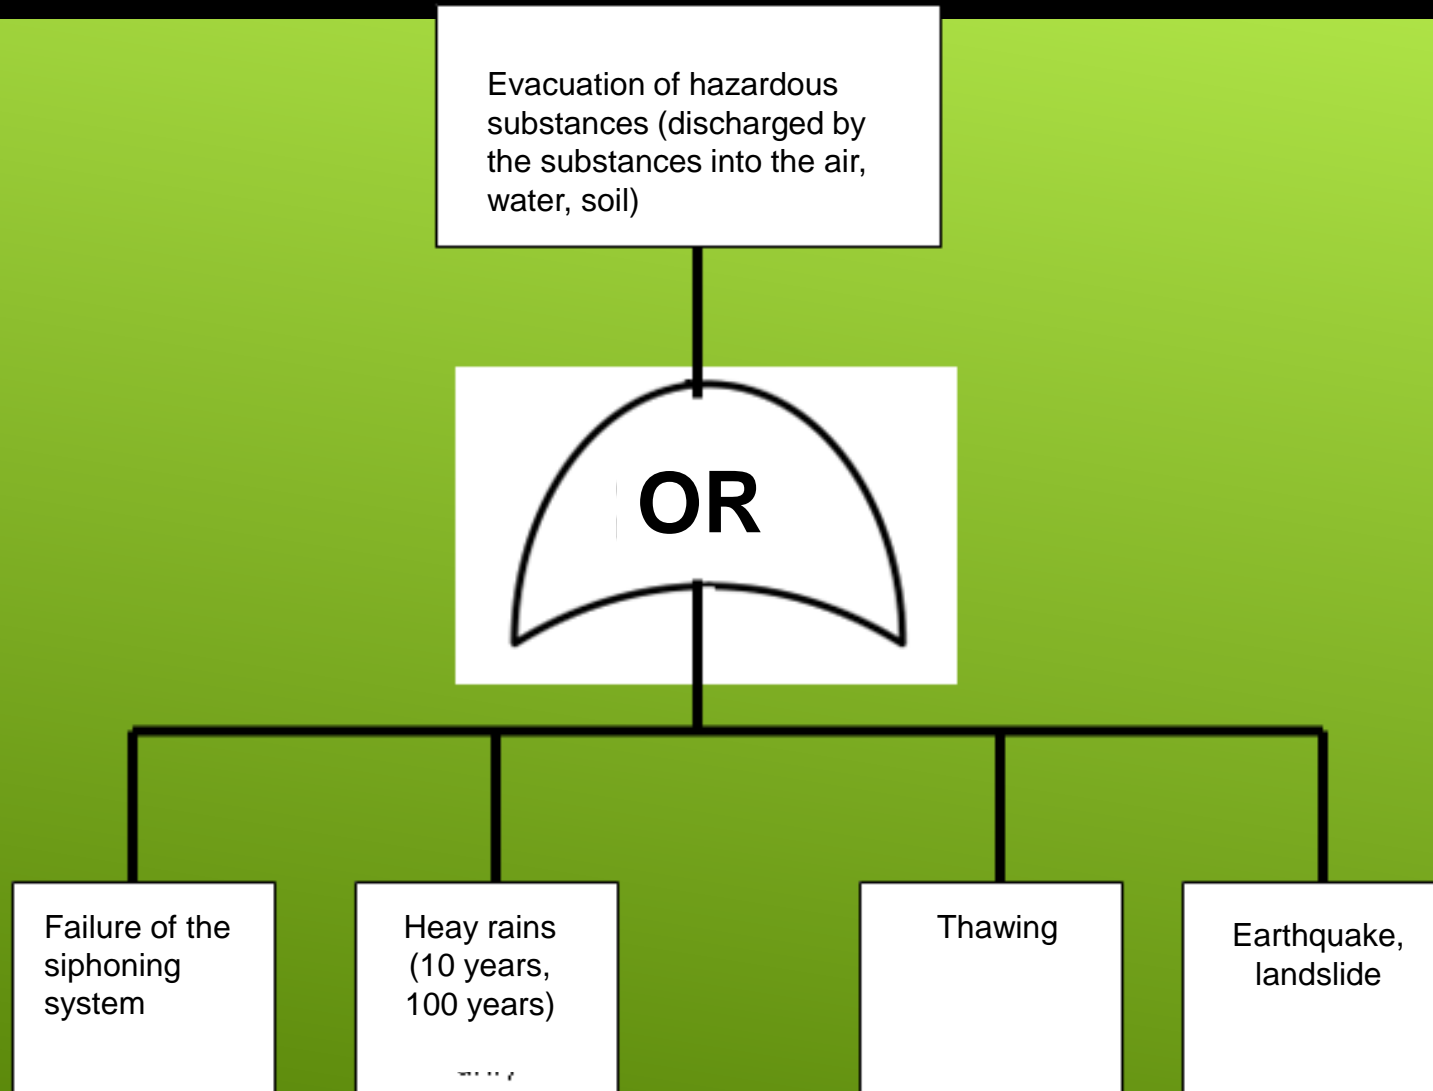 Evacuation of hazardous
substances (discharged by
the substances into the air,
water, soil)
OR
Failure of the
siphoning
system
Heay rains
(10 years,
100 years)
Thawing
Earthquake,
landslide